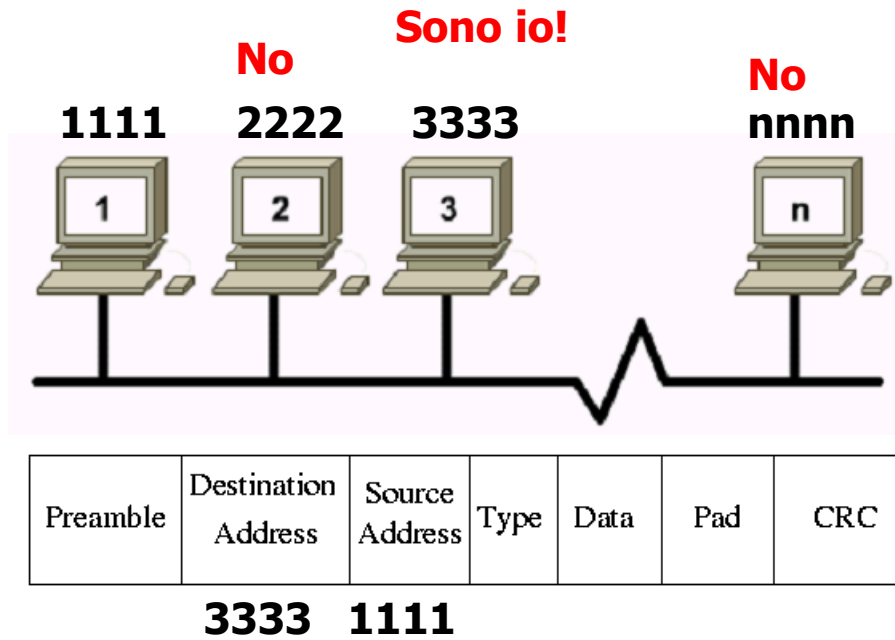 Sono io!
No
No
1111 2222 3333 nnnn
1 2 3 n
Preamble Destination Address Source Address Type Data Pad CRC
3333 1111